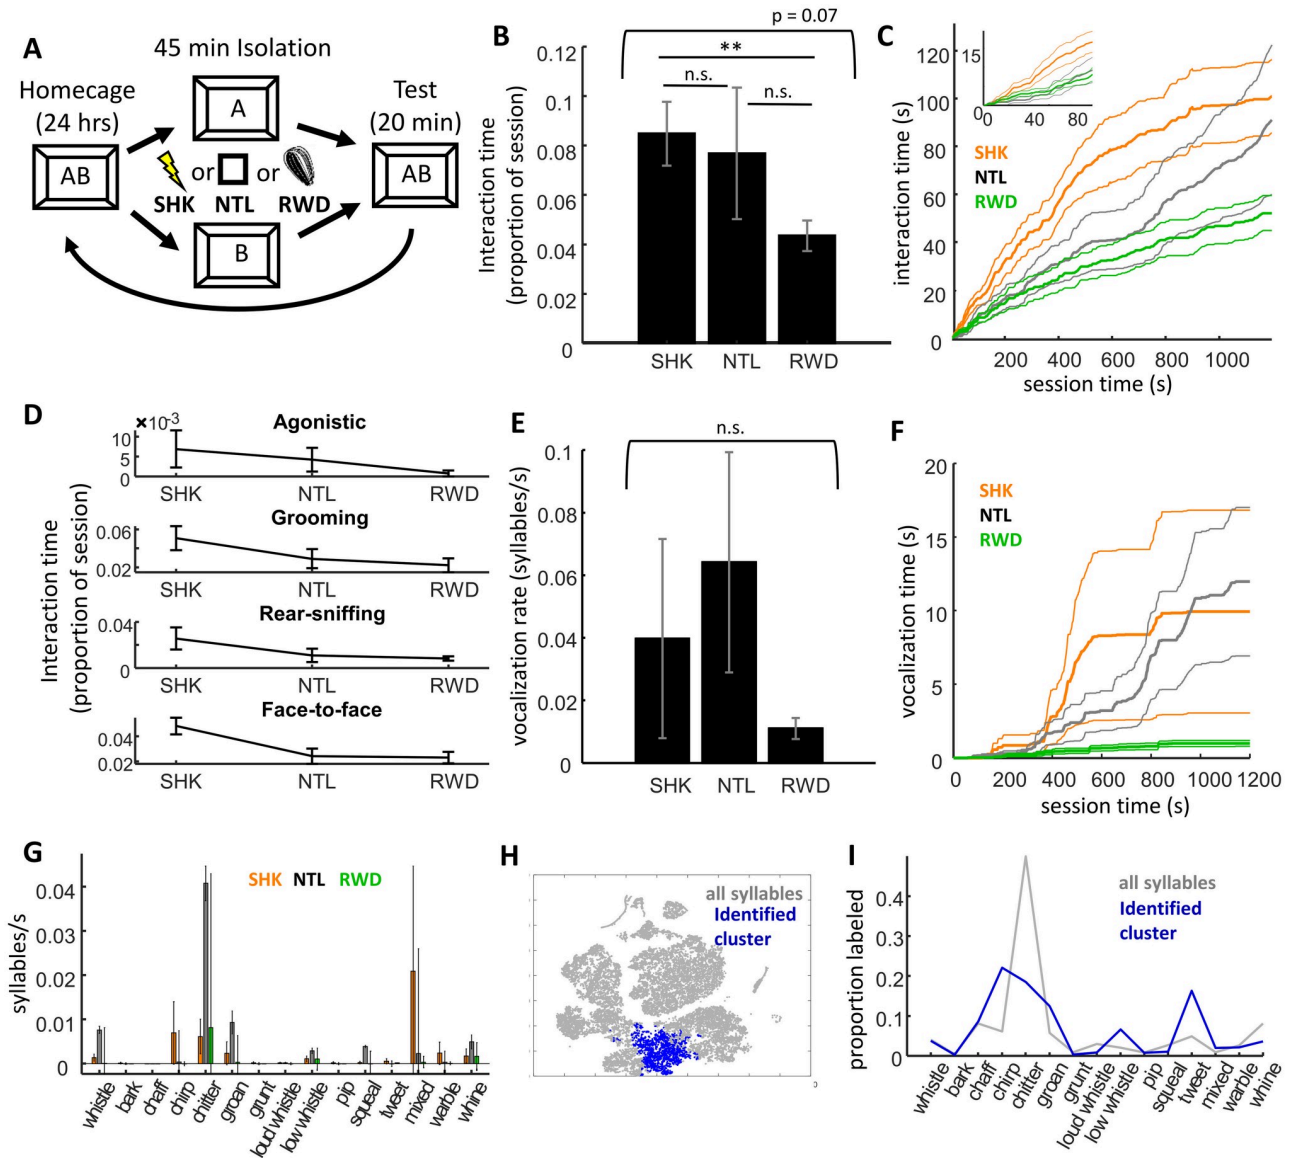 A
45 min Isolation
Homecage
(24 hrs)
Test
(20 min)
A
AB
AB
or
or
SHK NTL RWD
B
B
p = 0.07
**
n.s.
n.s.
Interaction time
(proportion of session)
0.12
0.1
0.08
0.06
0.04
0.02
0
SHK NTL RWD
C
interaction time (s)
120
100
80
60
40
20
0
15
0
0 40 80
SHK
NTL
RWD
200 400 600 800 1000
session time (s)
D
Interaction time
(proportion of session)
×10-3
Agonistic
10
5
0
SHK NTL RWD
Grooming
0.06
0.02
SHK NTL RWD
Rear-sniffing
0.04
0
SHK NTL RWD
Face-to-face
0.04
0.02
SHK NTL RWD
E
n.s.
vocalization rate (syllables/s)
0.1
0.08
0.06
0.04
0.02
0
SHK NTL RWD
F
vocalization time (s)
20
15
10
5
0
SHK
NTL
RWD
0 200 400 600 800 1000 1200
session time (s)
G
syllables/s
0.04
0.03
0.02
0.01
0
SHK NTL RWD
whistle
bark
chaff
chirp
chitter
groan
grunt
loud whistle
low whistle
pip
squeal
tweet
mixed
warble
whine
H
all syllables
Identified
cluster
I
proportion labeled
0.4
0.3
0.2
0.1
0
all syllables
Identified
cluster
whistle
bark
chaff
chirp
chitter
groan
grunt
loud whistle
low whistle
pip
squeal
tweet
mixed
warble
whine